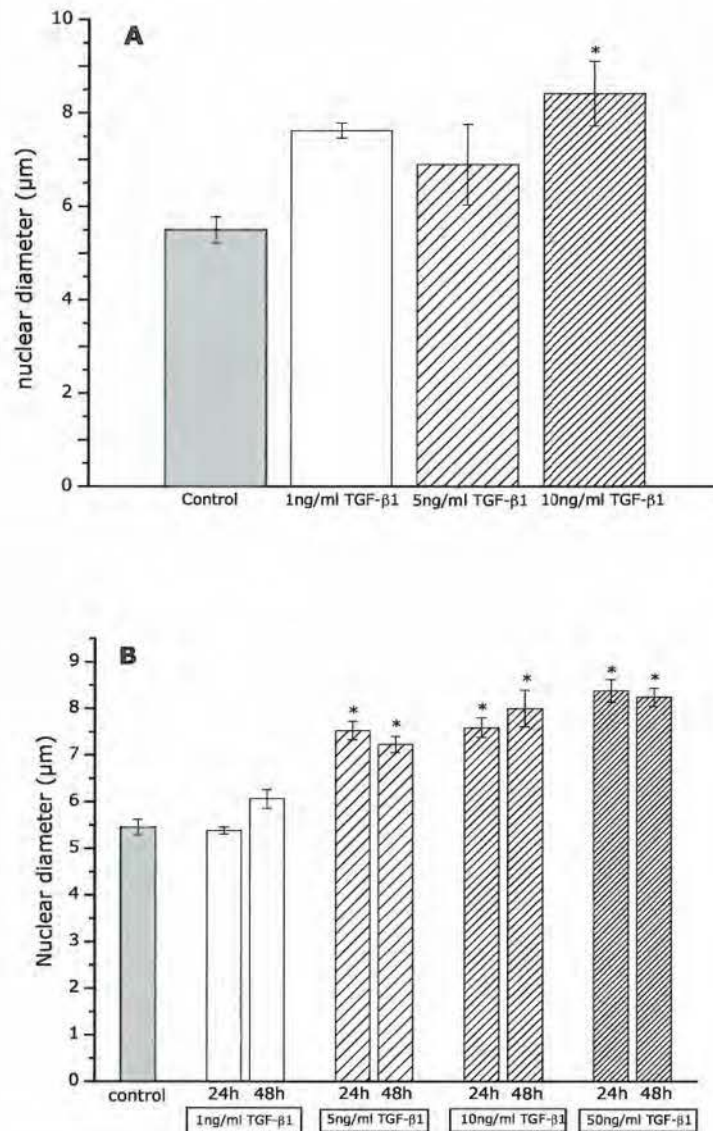 A
nuclear diameter (µm)
10
8
6
4
2
0
*
Control 1ng/ml TGF-β1 5ng/ml TGF-β1 10ng/ml TGF-β1
B
Nuclear diameter (µm)
9
8
7
6
5
4
3
2
1
0
* * * * * *
control 24h 48h 24h 48h 24h 48h 24h 48h
1ng/ml TGF-β1 5ng/ml TGF-β1 10ng/ml TGF-β1 50ng/ml TGF-β1